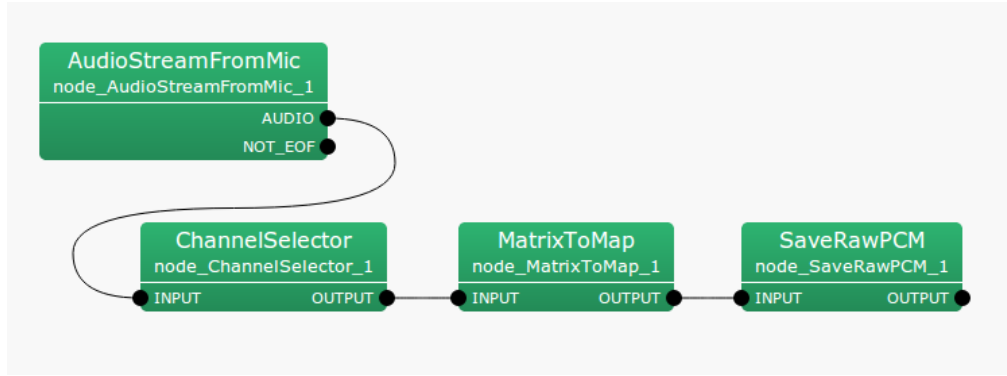 AudioStreamFromMic
node_AudioStreamFromMic_1
AUDIO
NOT_EOF
ChannelSelector
node_ChannelSelector_1
INPUT OUTPUT
MatrixToMap
node_MatrixToMap_1
INPUT OUTPUT
SaveRawPCM
node_SaveRawPCM_1
INPUT OUTPUT